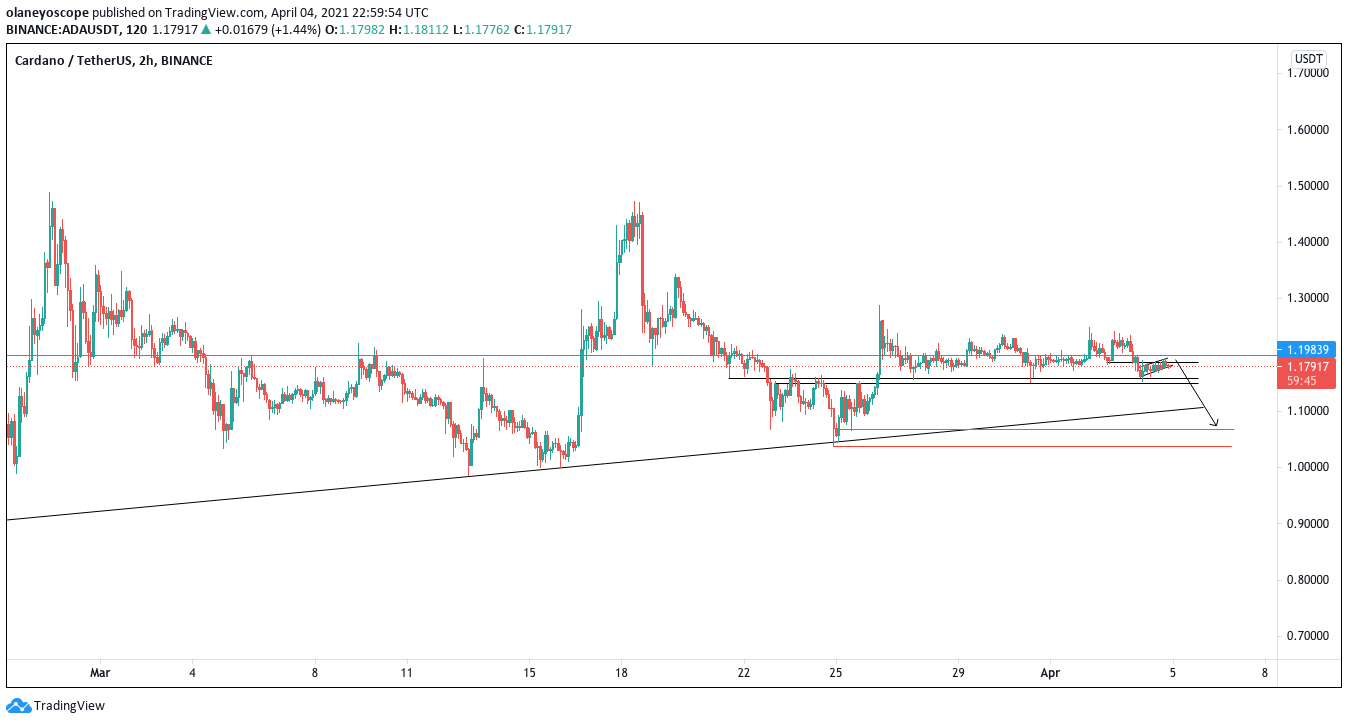 olaneyoscope published on TradingView.com, April 04, 2021 22:59:54 UTC
BINANCE:ADAUSDT, 120 1.17917 ▲ +0.01679 (+1.44%) O:1.17982 H:1.18112 L:1.17762 C:1.17917
Cardano / TetherUS, 2h, BINANCE
USDT
1.70000
1.60000
1.50000
1.40000
1.30000
1.19839
1.17917
59:45
1.10000
1.00000
0.90000
0.80000
0.70000
Mar 4 8 11 15 18 22 25 29 Apr 5 8
TradingView